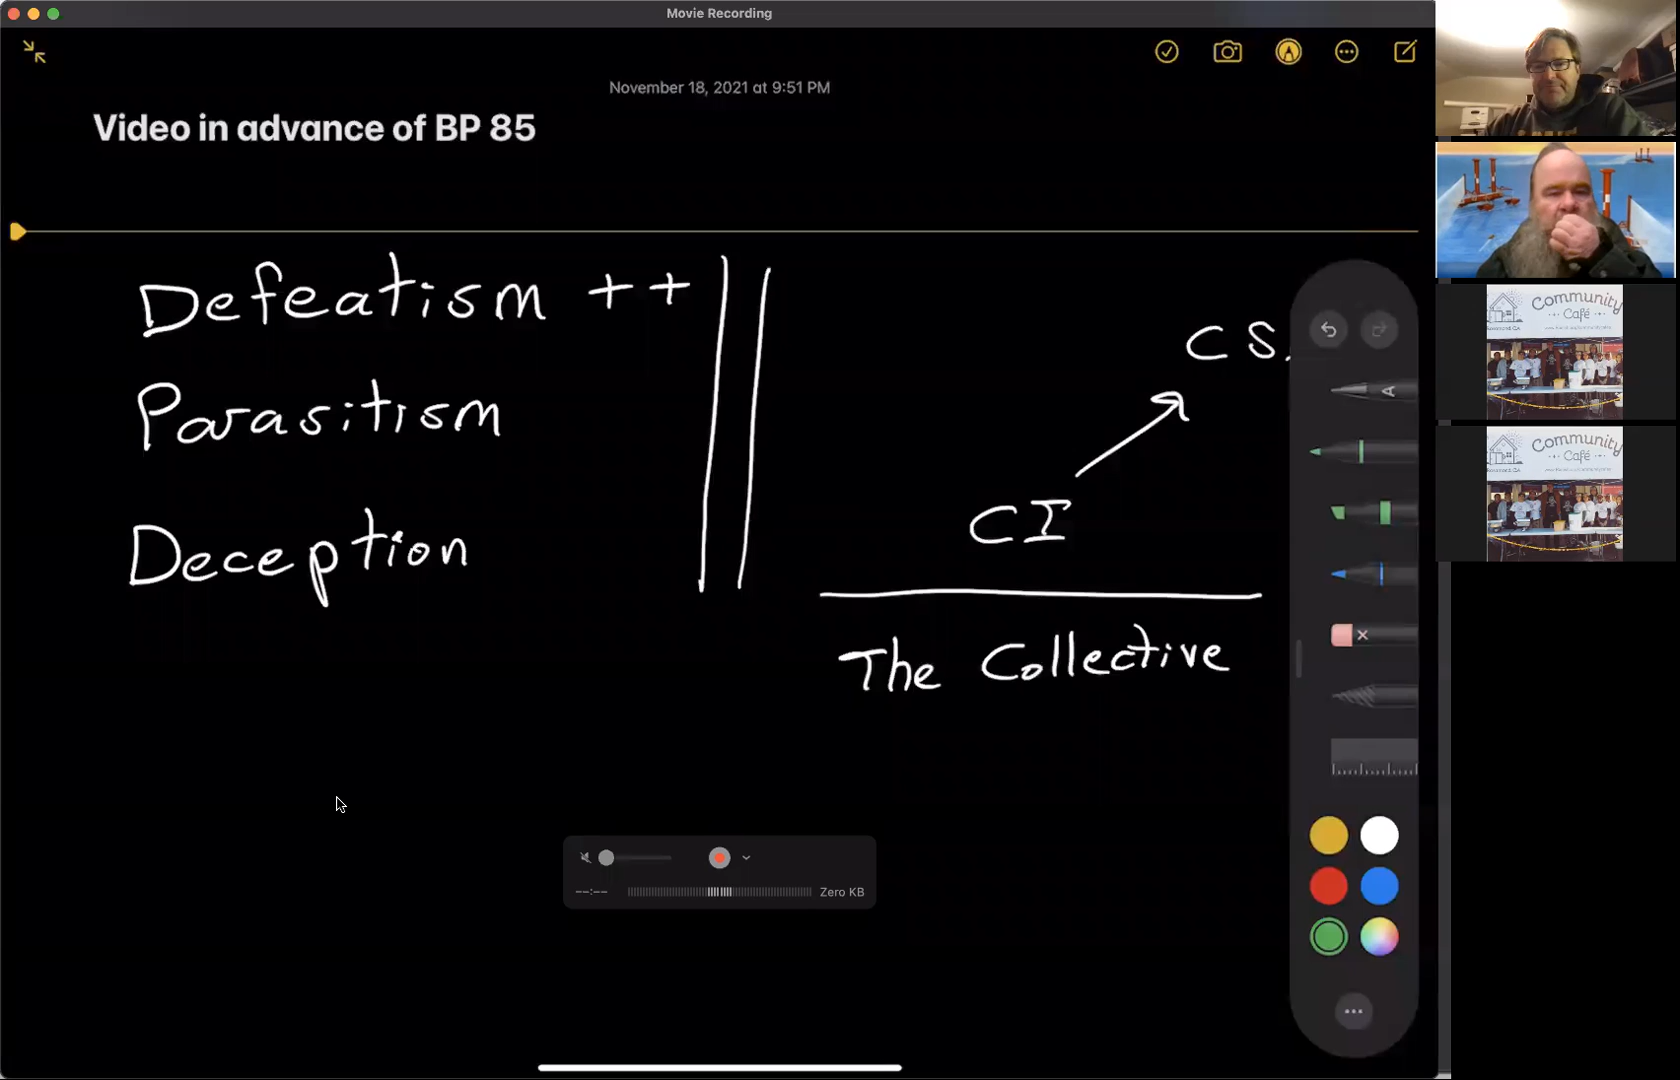 Movie Recording
November 18, 2021 at 9:51 PM
Video in advance of BP 85
Defeatism ++
Parasitism
Deception
CS.
CI
The Collective
--:--
Zero KB
Community
Café
Community
Café